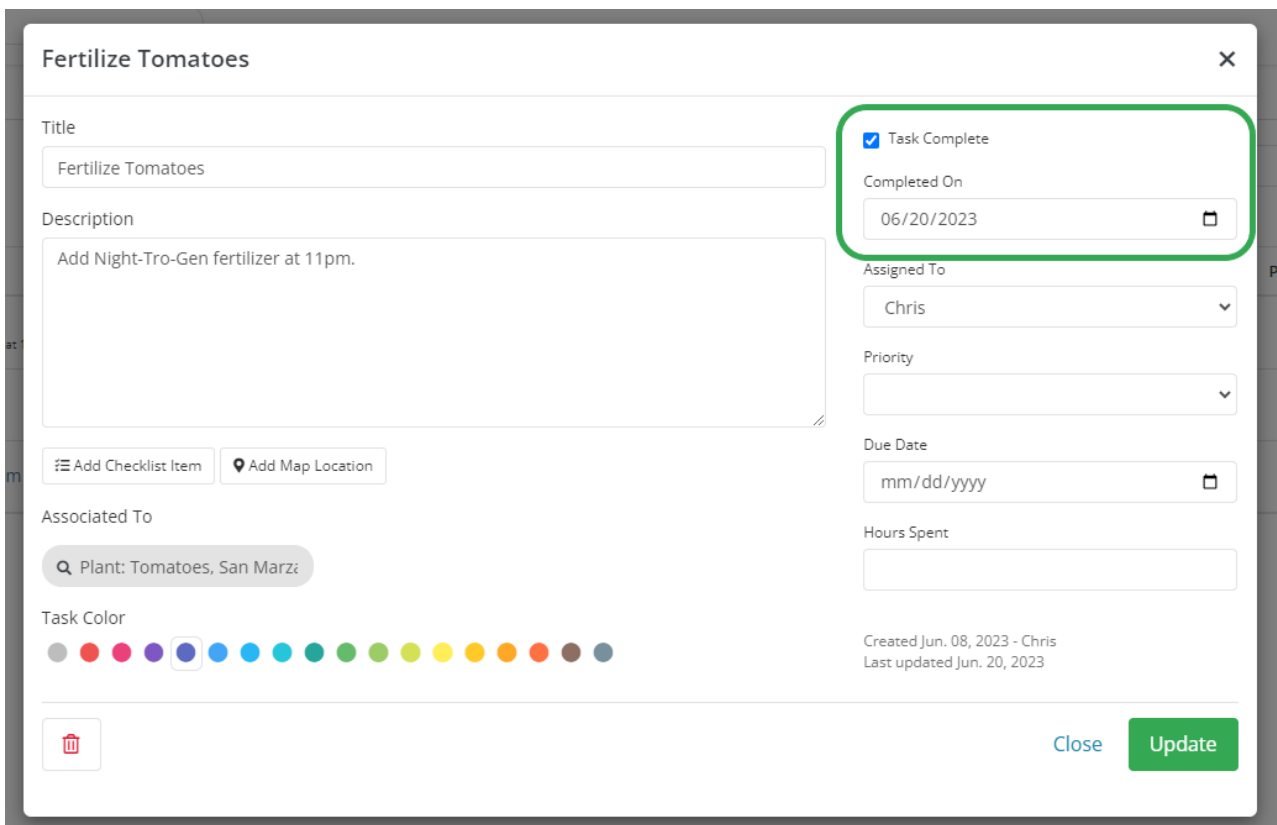 Fertilize Tomatoes
Title
Fertilize Tomatoes
Description
Add Night-Tro-Gen fertilizer at 11pm.
Add Checklist Item
Add Map Location
Associated To
Plant: Tomatoes, San Marza
Task Color
Task Complete
Completed On
06/20/2023
Assigned To
Chris
Priority
Due Date
mm/dd/yyyy
Hours Spent
Created Jun. 08, 2023 - Chris
Last updated Jun. 20, 2023
Close
Update
at
m
P